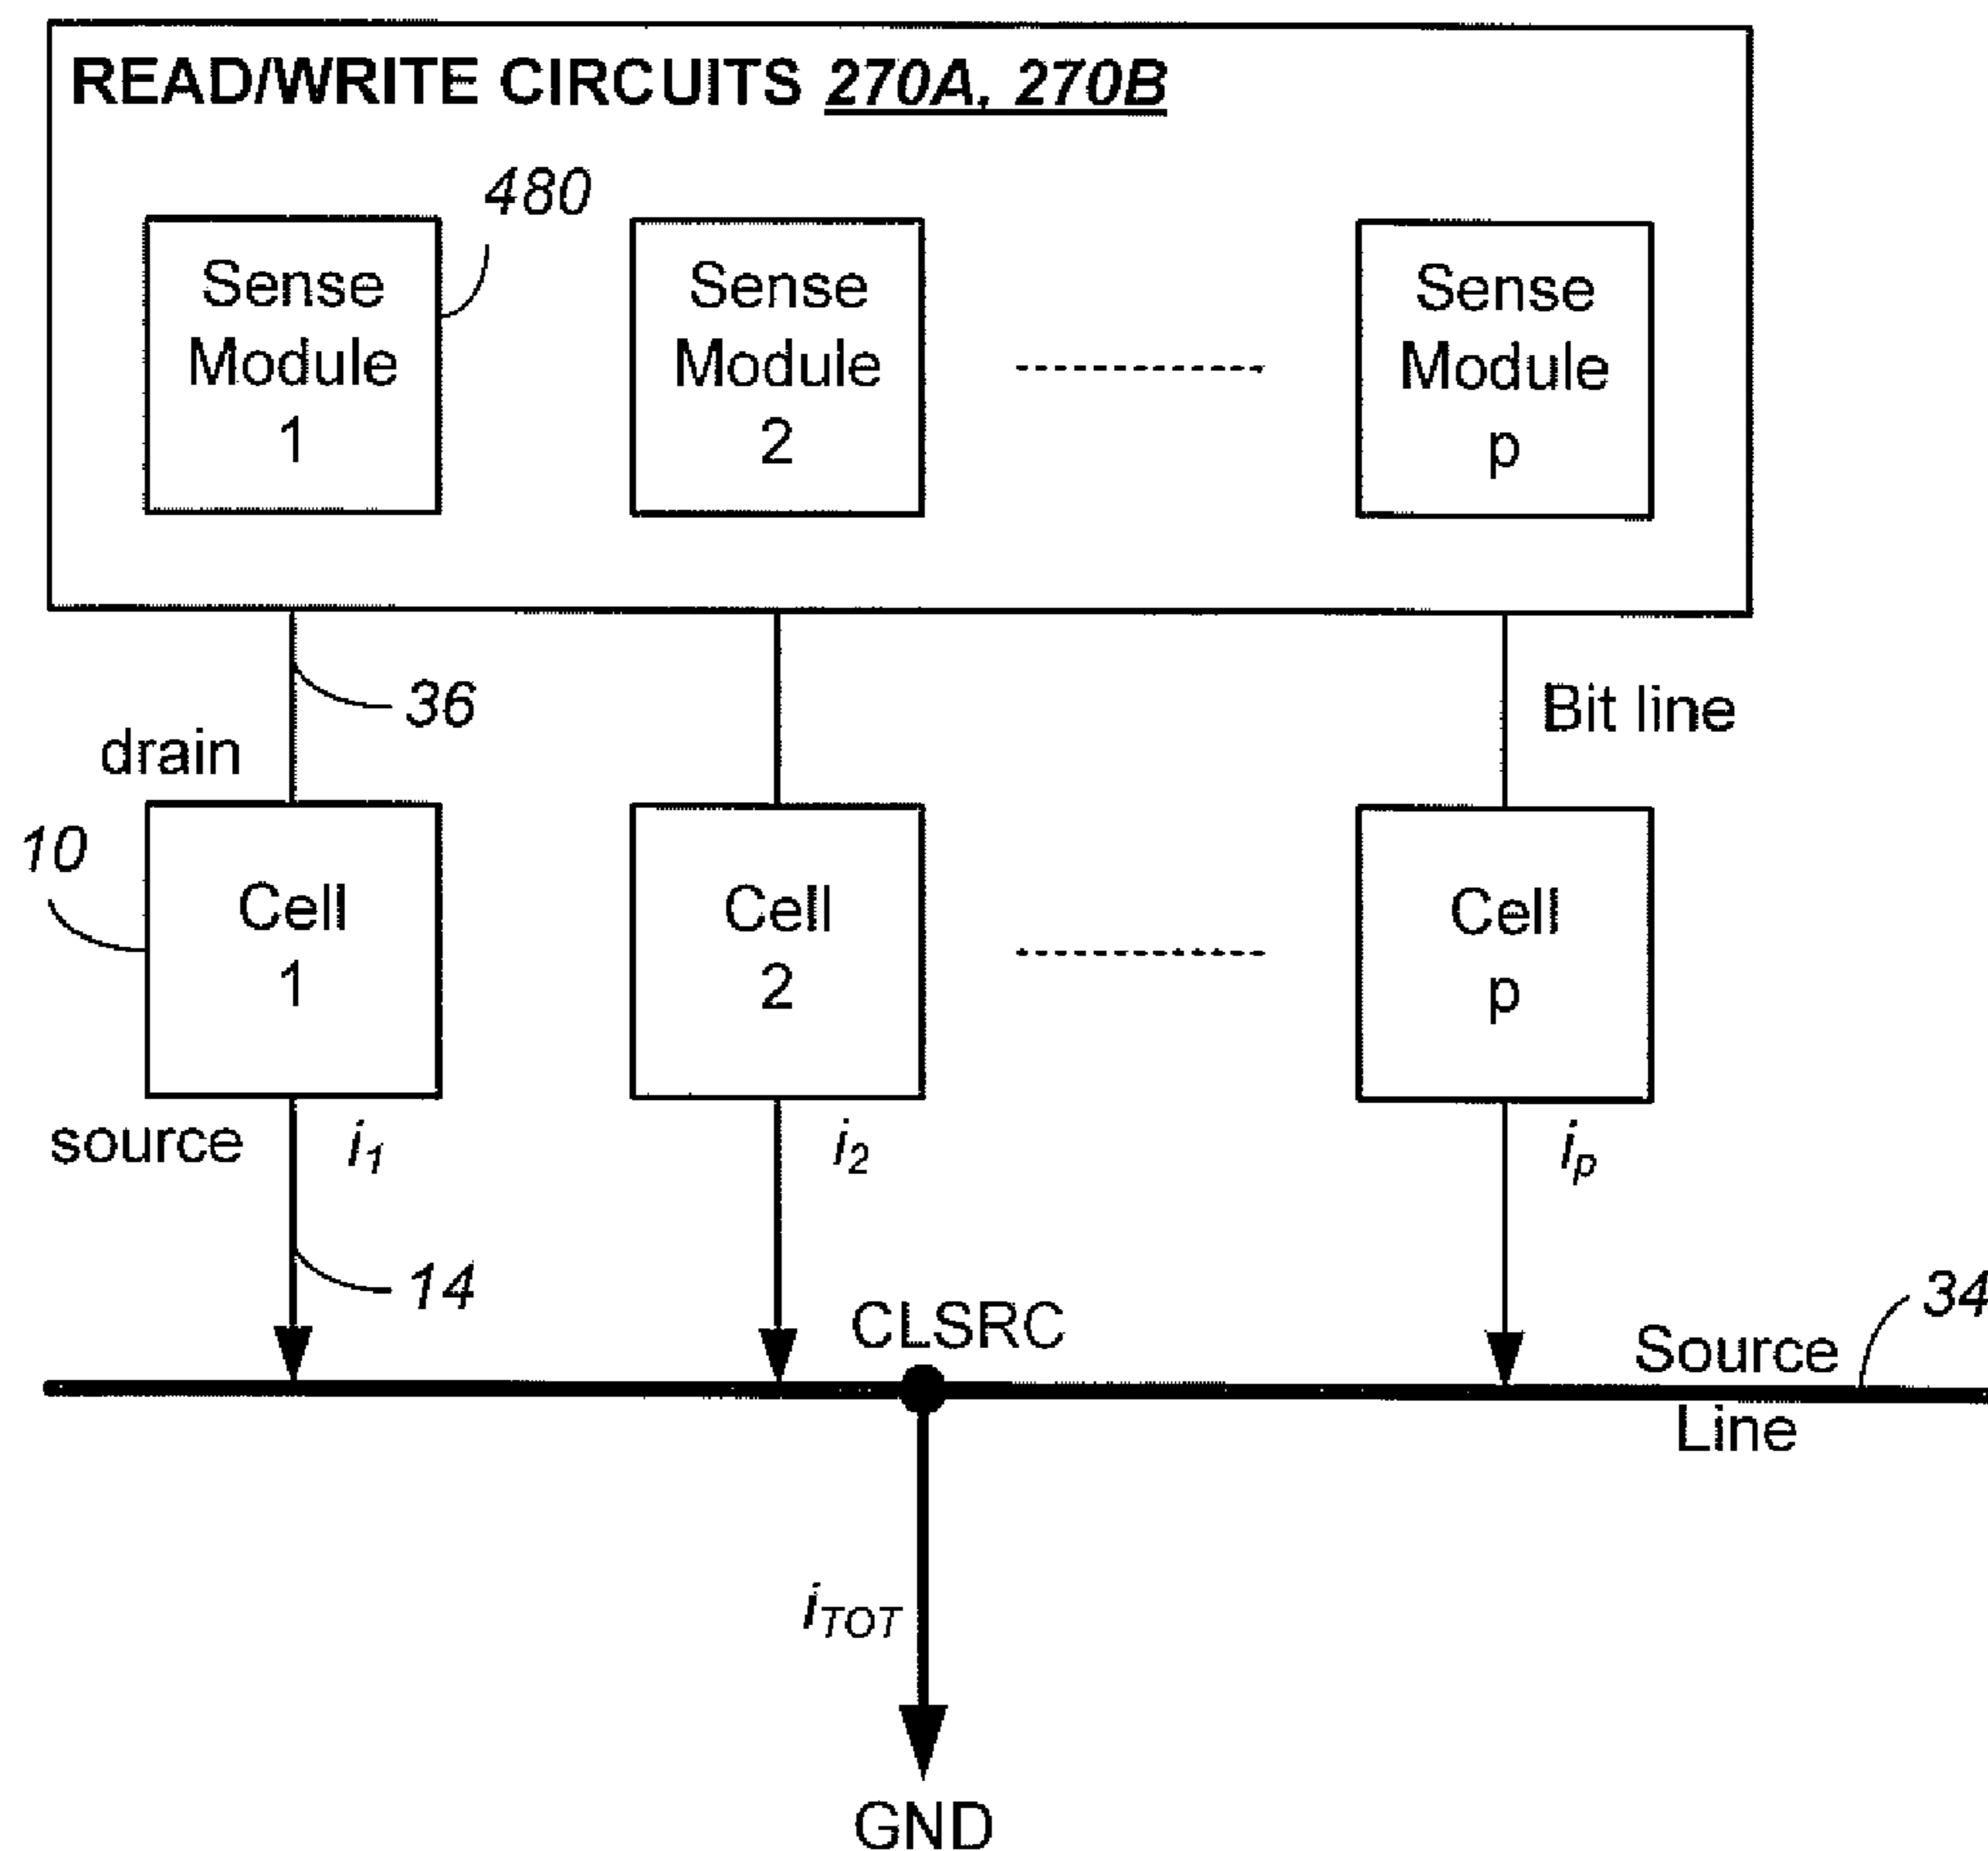 READ/WRITE CIRCUITS 270A, 270B
480
Sense
Module
1
Sense
Module
2
Sense
Module
p
36
drain
Bit line
10
Cell
1
Cell
2
Cell
p
source
i1
i2
ip
14
CLSRC
34
Source
Line
iTOT
GND